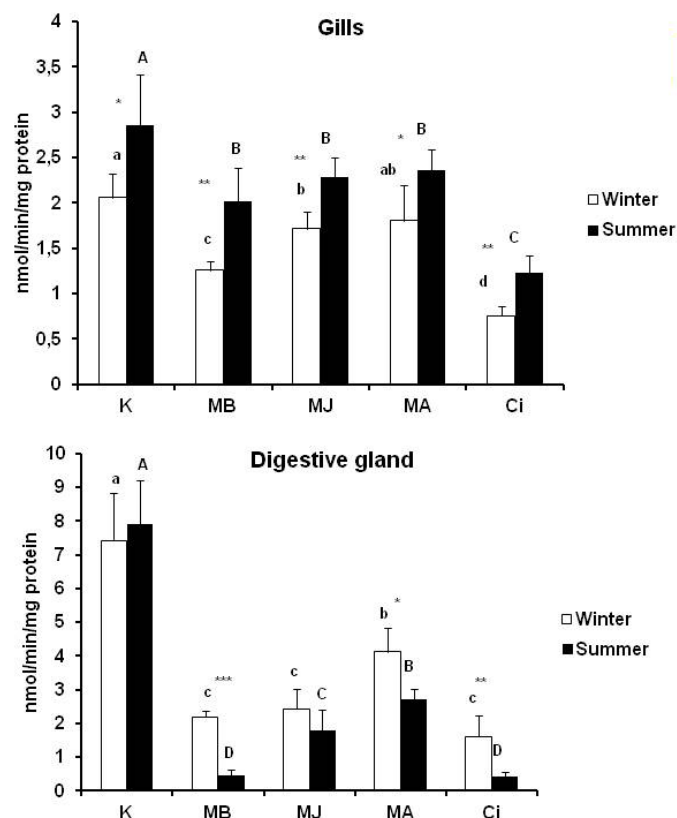 Gills
nmol/min/mg protein
4
3,5
3
2,5
2
1,5
1
0,5
0
* a A
** c B
** b B
* ab B
** d C
K MB MJ MA Ci
Winter
Summer
Digestive gland
nmol/min/mg protein
10
9
8
7
6
5
4
3
2
1
0
a A
c *** D
c C
b * B
c ** D
K MB MJ MA Ci
Winter
Summer